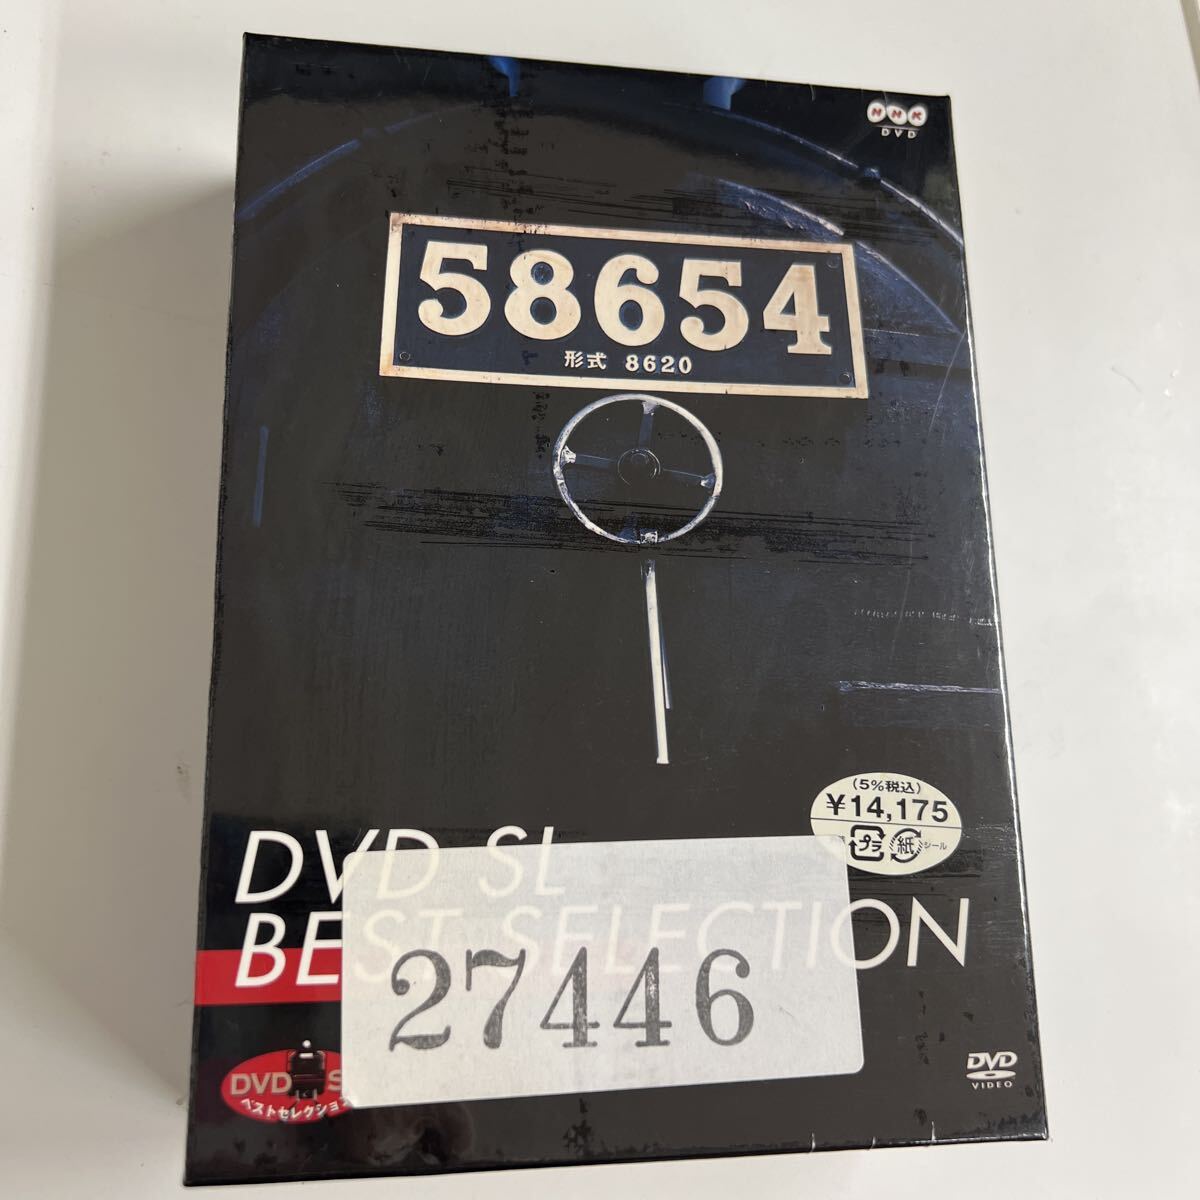 NHK
DVD
58654
形式 8620
(5%税込)
¥14,175
プラ
紙
シール
DVD SL
BEST SELECTION
27446
DVD S
ベストセレクション
DVD
VIDEO